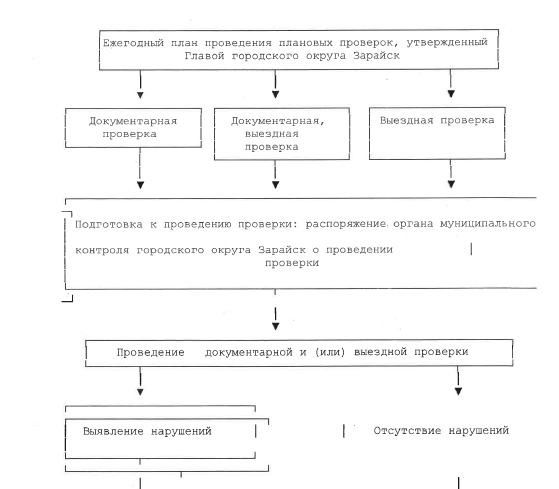 Ежегодный план проведения плановых проверок, утвержденный
Главой городского округа Зарайск
Документарная
проверка
Документарная,
выездная
проверка
Выездная проверка
Подготовка к проведению проверки: распоряжение органа муниципального
контроля городского округа Зарайск о проведении
проверки
Проведение документарной и (или) выездной проверки
Выявление нарушений
Отсутствие нарушений